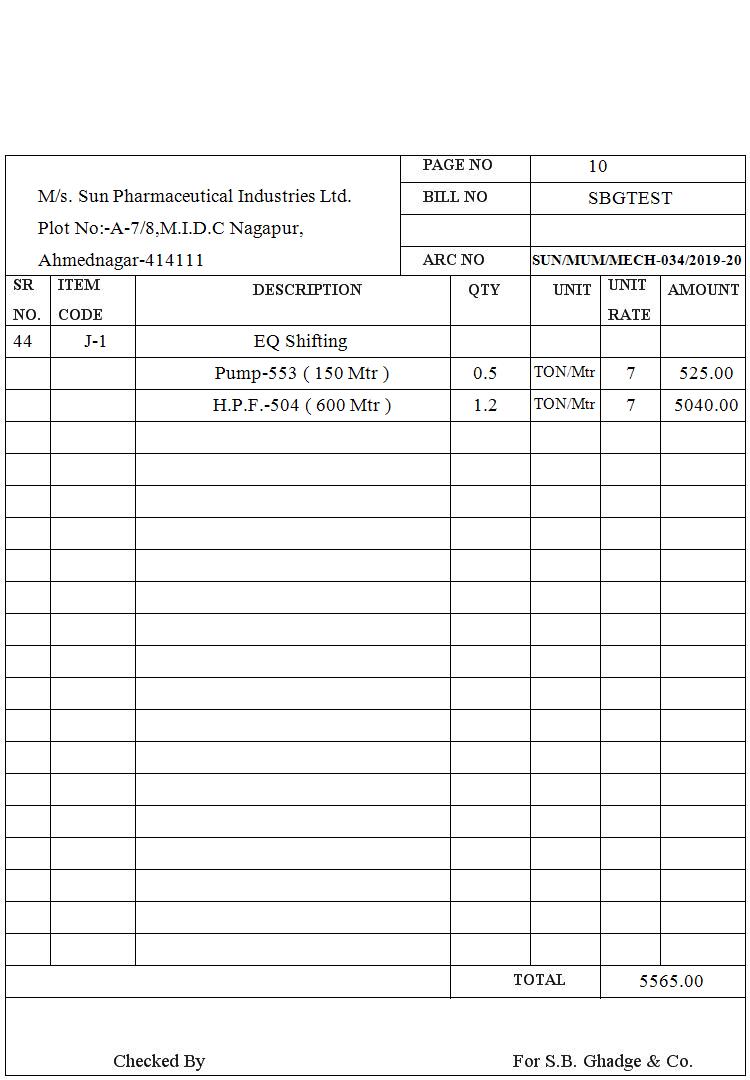 PAGE NO 10
M/s. Sun Pharmaceutical Industries Ltd. BILL NO SBGTEST
Plot No:-A-7/8,M.I.D.C Nagapur,
Ahmednagar-414111 ARC NO SUN/MUM/MECH-034/2019-20
SR NO. ITEM CODE DESCRIPTION QTY UNIT UNIT RATE AMOUNT
44 J-1 EQ Shifting
Pump-553 ( 150 Mtr ) 0.5 TON/Mtr 7 525.00
H.P.F.-504 ( 600 Mtr ) 1.2 TON/Mtr 7 5040.00
TOTAL 5565.00
Checked By For S.B. Ghadge & Co.